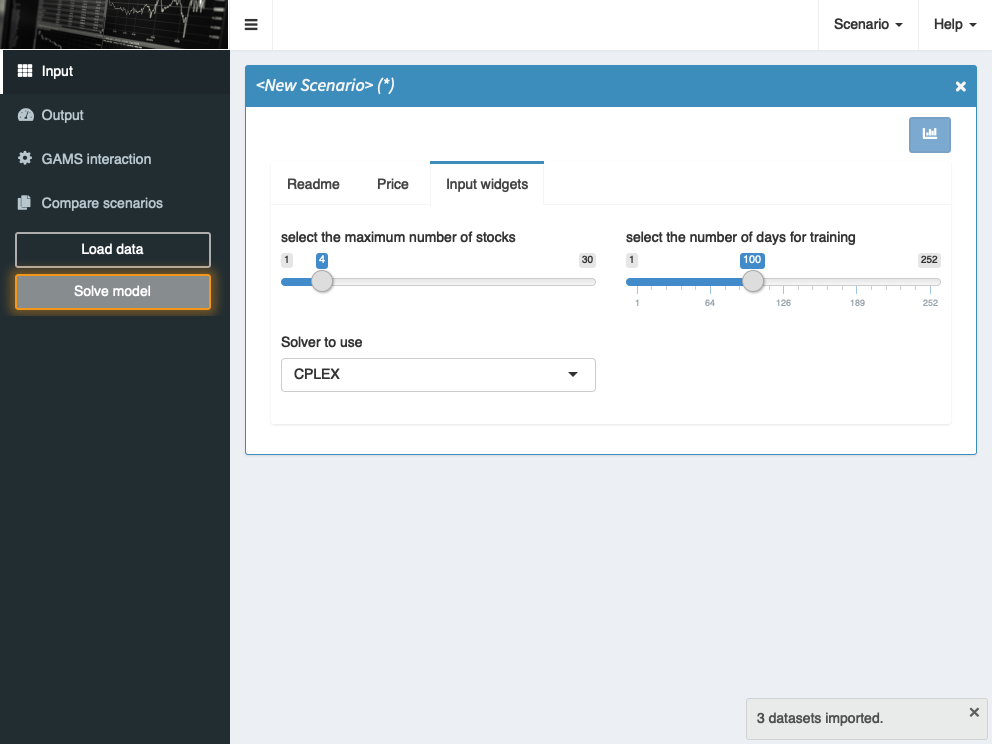 Scenario
Help
Input
Output
GAMS interaction
Compare scenarios
Load data
Solve model
<New Scenario> (*)
Readme Price Input widgets
select the maximum number of stocks
1 4 30
select the number of days for training
1 100 252
1 64 126 189 252
Solver to use
CPLEX
3 datasets imported.